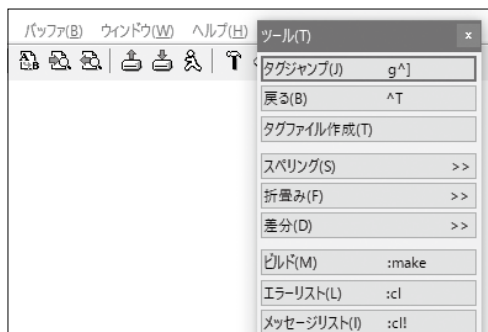 バッファ(B) ウィンドウ(W) ヘルプ(H)
ツール(T) x
タグジャンプ(J) g^]
戻る(B) ^T
タグファイル作成(T)
スペリング(S) >>
折畳み(F) >>
差分(D) >>
ビルド(M) :make
エラーリスト(L) :cl
メッセージリスト(I) :cl!